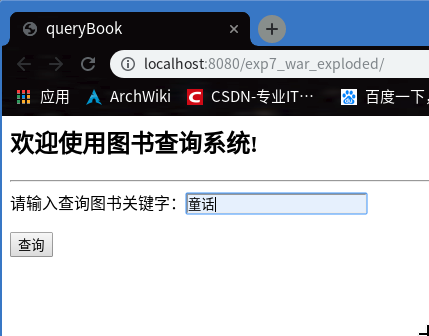 queryBook
localhost:8080/exp7_war_exploded/
应用 ArchWiki CSDN-专业IT… 百度一下,
欢迎使用图书查询系统!
请输入查询图书关键字：童话
查询